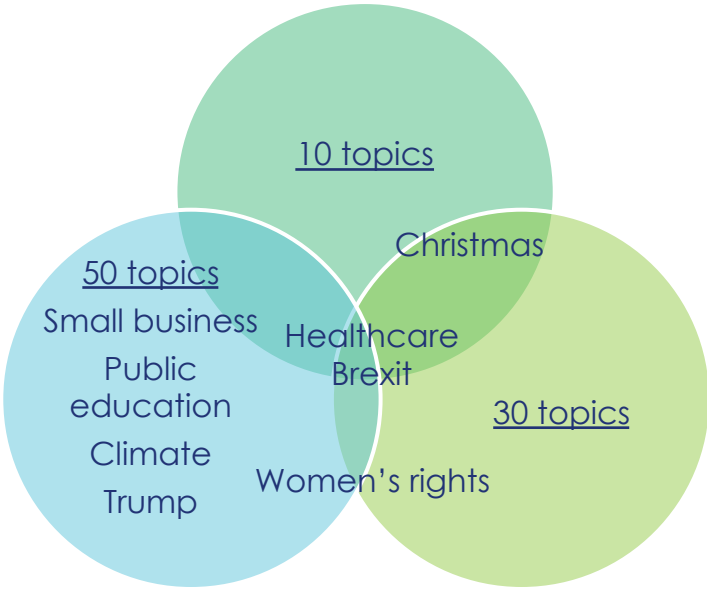 10 topics
Christmas
50 topics
Small business
Public
education
Climate
Trump
Healthcare
Brexit
Women’s rights
30 topics